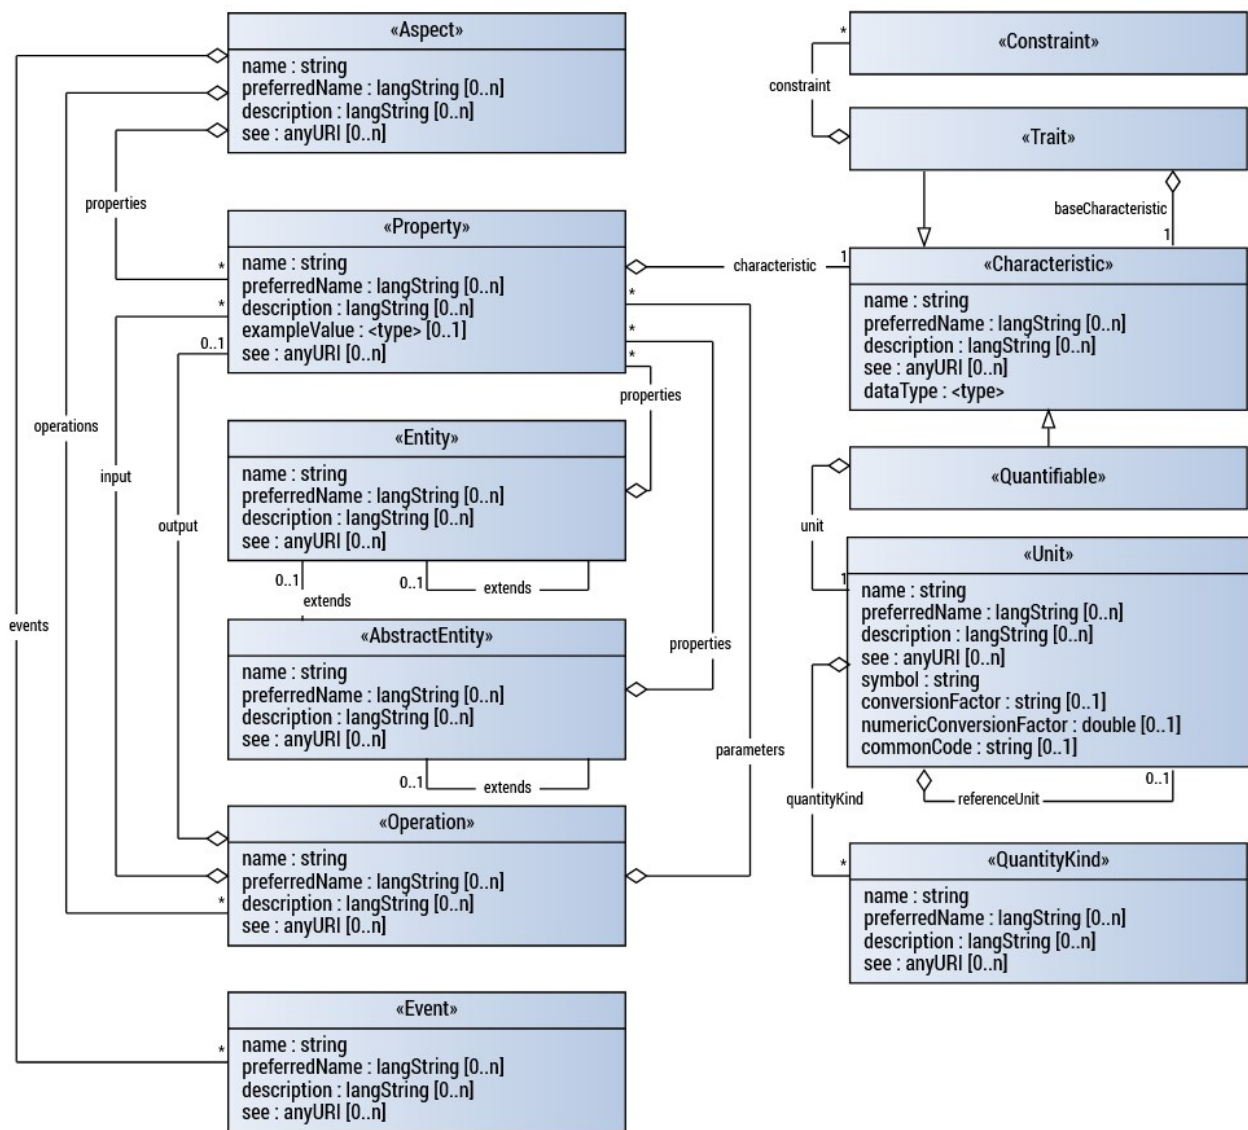 «Aspect»
name : string
preferredName : langString [0..n]
description : langString [0..n]
see : anyURI [0..n]
properties
*
«Property»
name : string
preferredName : langString [0..n]
description : langString [0..n]
exampleValue : <type> [0..1]
see : anyURI [0..n]
*
0..1
*
*
*
characteristic
1
properties
operations
input
output
events
«Entity»
name : string
preferredName : langString [0..n]
description : langString [0..n]
see : anyURI [0..n]
0..1
extends
0..1
extends
«AbstractEntity»
name : string
preferredName : langString [0..n]
description : langString [0..n]
see : anyURI [0..n]
properties
0..1
extends
parameters
«Operation»
name : string
preferredName : langString [0..n]
description : langString [0..n]
see : anyURI [0..n]
*
«Event»
name : string
preferredName : langString [0..n]
description : langString [0..n]
see : anyURI [0..n]
*
«Constraint»
*
constraint
«Trait»
baseCharacteristic
1
«Characteristic»
name : string
preferredName : langString [0..n]
description : langString [0..n]
see : anyURI [0..n]
dataType : <type>
«Quantifiable»
unit
1
«Unit»
name : string
preferredName : langString [0..n]
description : langString [0..n]
see : anyURI [0..n]
symbol : string
conversionFactor : string [0..1]
numericConversionFactor : double [0..1]
commonCode : string [0..1]
0..1
referenceUnit
quantityKind
*
«QuantityKind»
name : string
preferredName : langString [0..n]
description : langString [0..n]
see : anyURI [0..n]